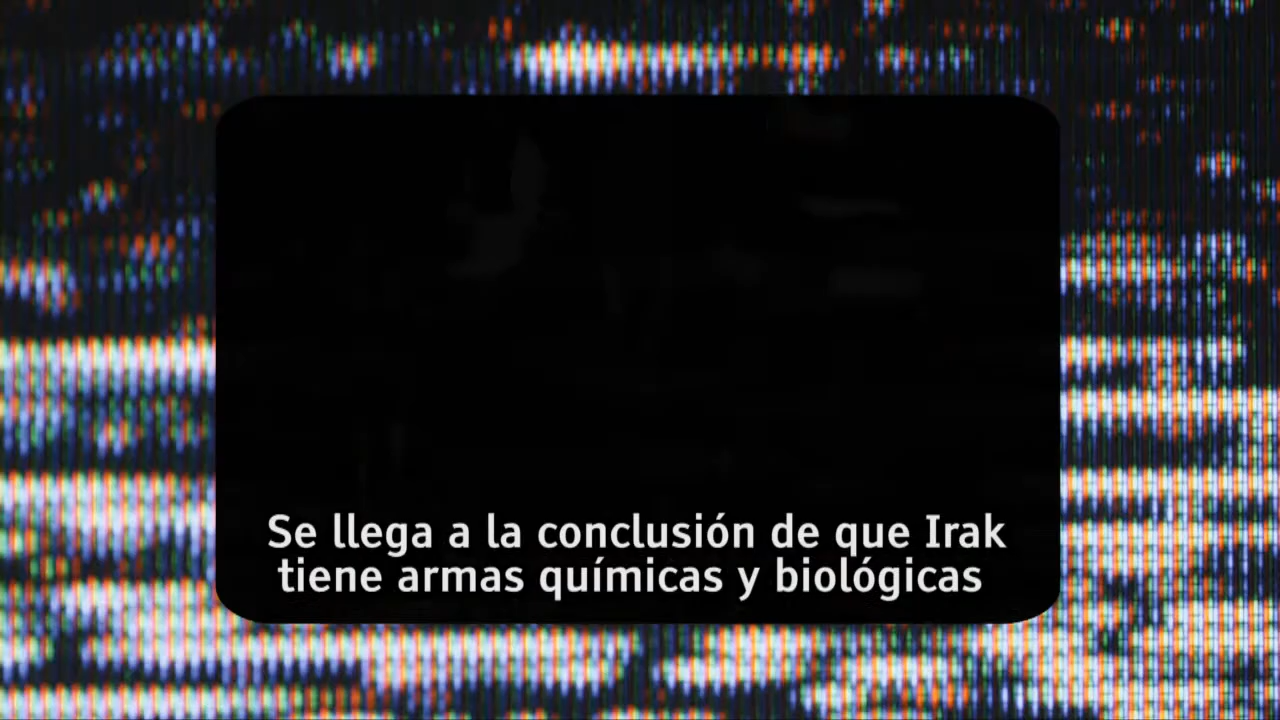 Se llega a la conclusión de que Irak
tiene armas químicas y biológicas